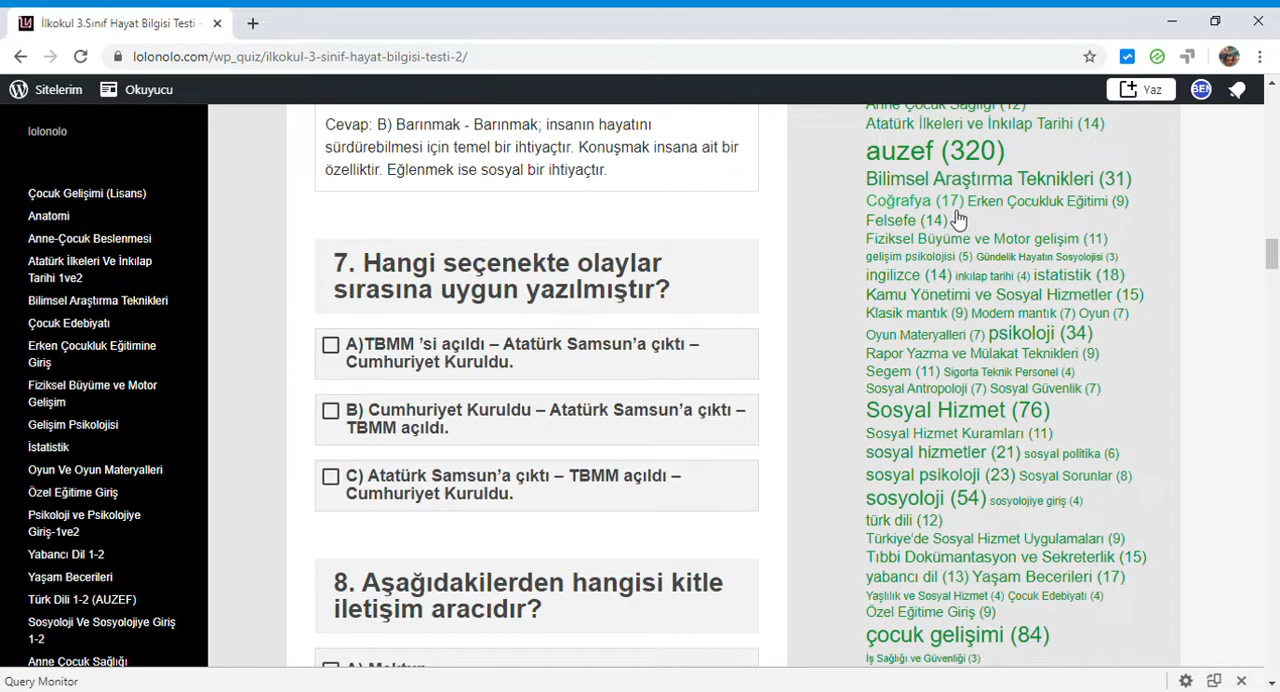 İlkokul 3.Sınıf Hayat Bilgisi Testi -
lolonolo.com/wp_quiz/ilkokul-3-sinif-hayat-bilgisi-testi-2/
Sitelerim
Okuyucu
Yaz
BEN
lolonolo
Çocuk Gelişimi (Lisans)
Anatomi
Anne-Çocuk Beslenmesi
Atatürk İlkeleri Ve İnkılap
Tarihi 1ve2
Bilimsel Araştırma Teknikleri
Çocuk Edebiyatı
Erken Çocukluk Eğitimine
Giriş
Fiziksel Büyüme ve Motor
Gelişim
Gelişim Psikolojisi
İstatistik
Oyun Ve Oyun Materyalleri
Özel Eğitime Giriş
Psikoloji ve Psikolojiye
Giriş-1ve2
Yabancı Dil 1-2
Yaşam Becerileri
Türk Dili 1-2 (AUZEF)
Sosyoloji Ve Sosyolojiye Giriş
1-2
Anne Çocuk Sağlığı
Cevap: B) Barınmak - Barınmak; insanın hayatını
sürdürebilmesi için temel bir ihtiyaçtır. Konuşmak insana ait bir
özelliktir. Eğlenmek ise sosyal bir ihtiyaçtır.
7. Hangi seçenekte olaylar
sırasına uygun yazılmıştır?
A)TBMM 'si açıldı – Atatürk Samsun'a çıktı –
Cumhuriyet Kuruldu.
B) Cumhuriyet Kuruldu – Atatürk Samsun'a çıktı –
TBMM açıldı.
C) Atatürk Samsun'a çıktı – TBMM açıldı –
Cumhuriyet Kuruldu.
8. Aşağıdakilerden hangisi kitle
iletişim aracıdır?
A) Mektup
Anne Çocuk Sağlığı (12)
Atatürk İlkeleri ve İnkılap Tarihi (14)
auzef (320)
Bilimsel Araştırma Teknikleri (31)
Coğrafya (17) Erken Çocukluk Eğitimi (9)
Felsefe (14)
Fiziksel Büyüme ve Motor gelişim (11)
gelişim psikolojisi (5) Gündelik Hayatın Sosyolojisi (3)
ingilizce (14) inkılap tarihi (4) istatistik (18)
Kamu Yönetimi ve Sosyal Hizmetler (15)
Klasik mantık (9) Modern mantık (7) Oyun (7)
Oyun Materyalleri (7) psikoloji (34)
Rapor Yazma ve Mülakat Teknikleri (9)
Segem (11) Sigorta Teknik Personel (4)
Sosyal Antropoloji (7) Sosyal Güvenlik (7)
Sosyal Hizmet (76)
Sosyal Hizmet Kuramları (11)
sosyal hizmetler (21) sosyal politika (6)
sosyal psikoloji (23) Sosyal Sorunlar (8)
sosyoloji (54) sosyolojiye giriş (4)
türk dili (12)
Türkiye'de Sosyal Hizmet Uygulamaları (9)
Tıbbi Dokümantasyon ve Sekreterlik (15)
yabancı dil (13) Yaşam Becerileri (17)
Yaşlılık ve Sosyal Hizmet (4) Çocuk Edebiyatı (4)
Özel Eğitime Giriş (9)
çocuk gelişimi (84)
İş Sağlığı ve Güvenliği (3)
Query Monitor